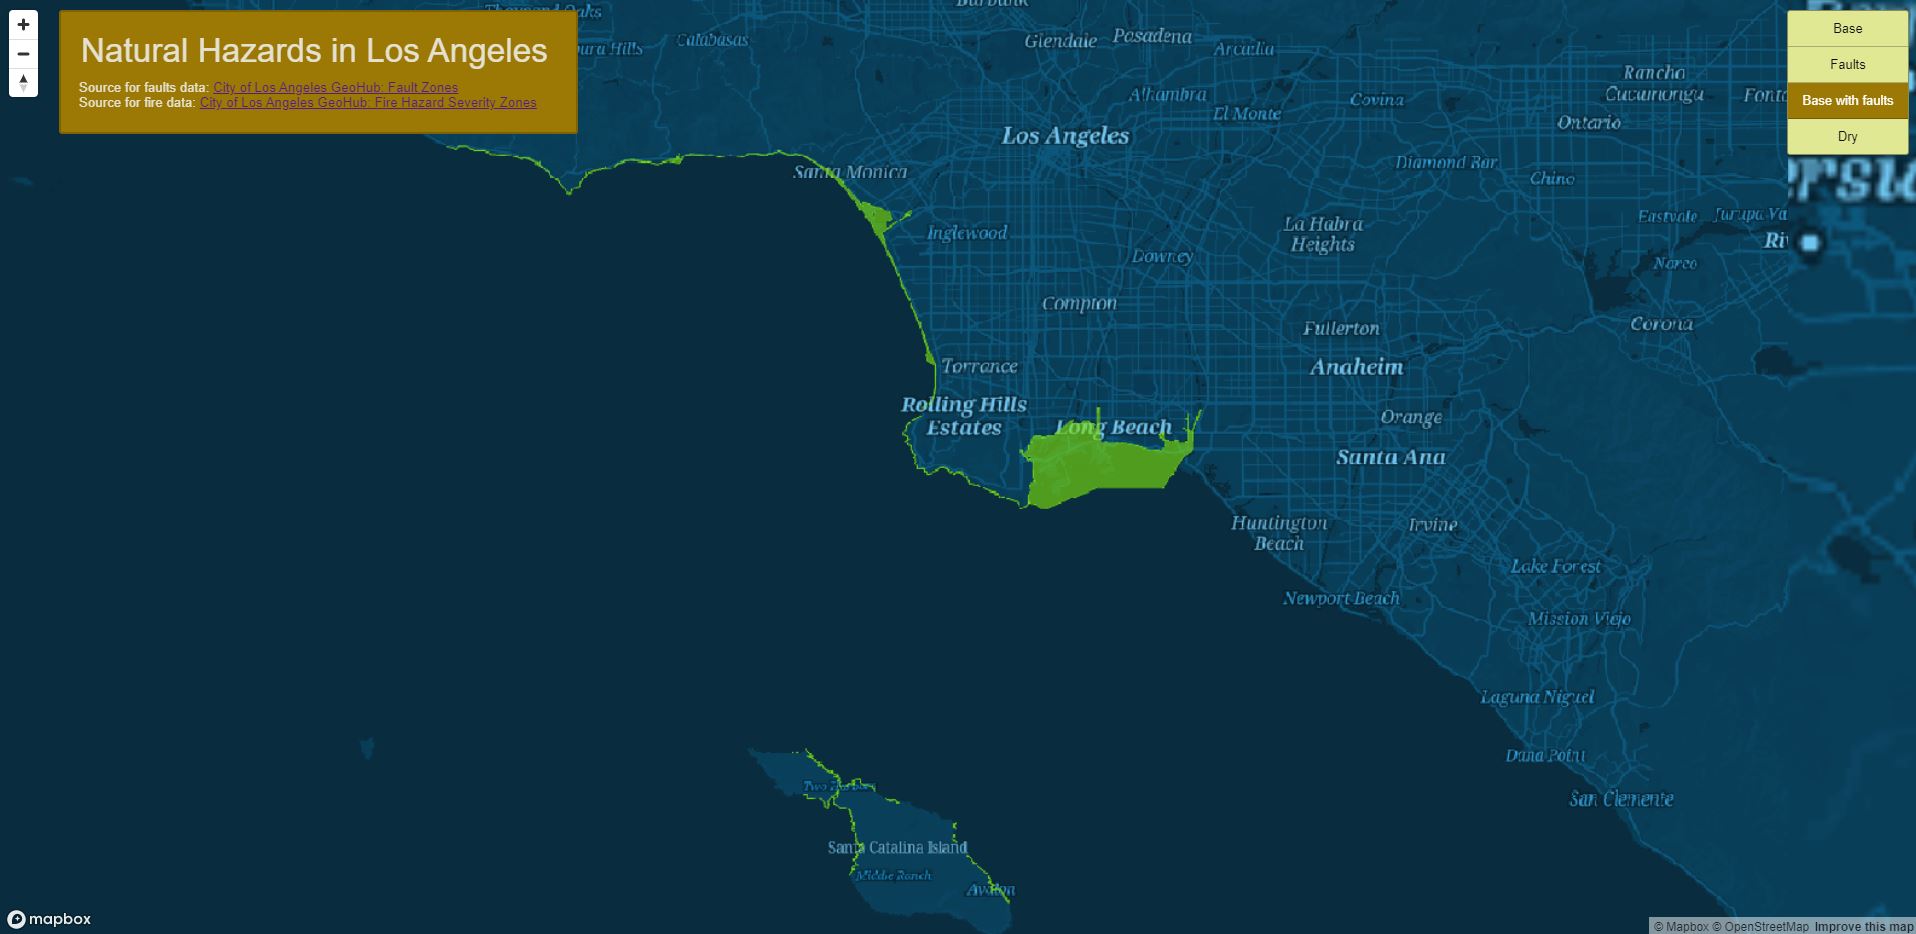 +
−
Natural Hazards in Los Angeles
Source for faults data: City of Los Angeles GeoHub: Fault Zones
Source for fire data: City of Los Angeles GeoHub: Fire Hazard Severity Zones
Base
Faults
Base with faults
Dry
Oaks
Calabasas
Glendale
Pasadena
Arcadia
Rancho
Cucamonga
Alhambra
El Monte
Covina
Ontario
Los Angeles
Diamond Bar
Chino
Santa Monica
Inglewood
La Habra
Heights
Eastvale
Downey
Norco
Compton
Fullerton
Corona
Torrance
Anaheim
Rolling Hills
Estates
Long Beach
Orange
Santa Ana
Huntington
Beach
Irvine
Lake Forest
Newport Beach
Mission Viejo
Laguna Niguel
Dana Point
San Clemente
Santa Catalina Island
Middle Ranch
Avalon
mapbox
© Mapbox © OpenStreetMap Improve this map